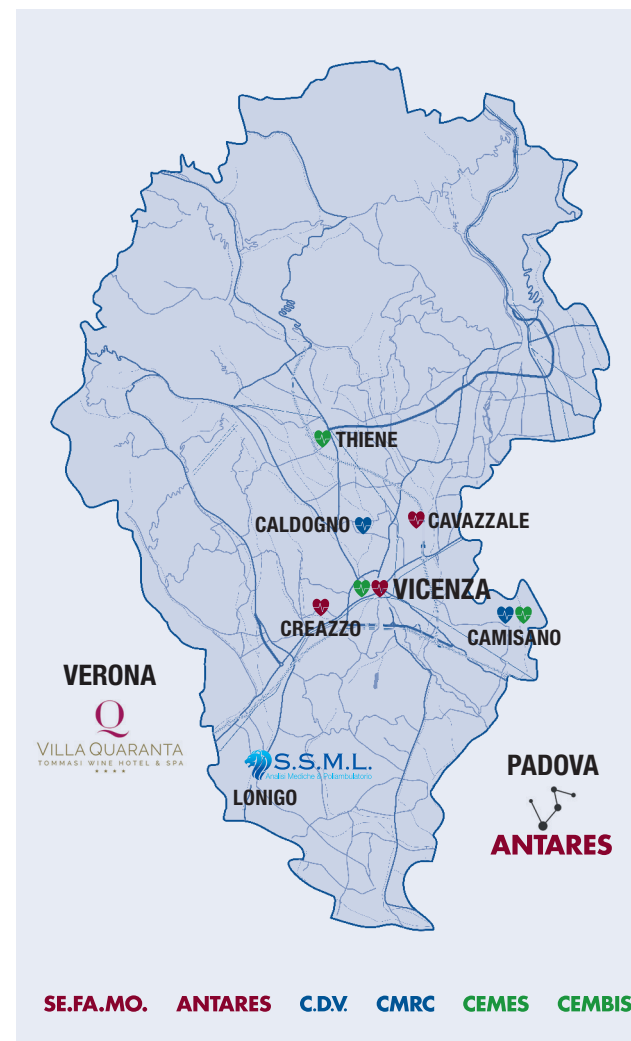 THIENE
CALDOGNO
CAVAZZALE
VICENZA
CREAZZO
CAMISANO
VERONA
Q
VILLA QUARANTA
TOMMASI WINE HOTEL & SPA
S.S.M.L.
Analisi Mediche e Poliambulatorio
LONIGO
PADOVA
ANTARES
SE.FA.MO. ANTARES C.D.V. CMRC CEMES CEMBIS